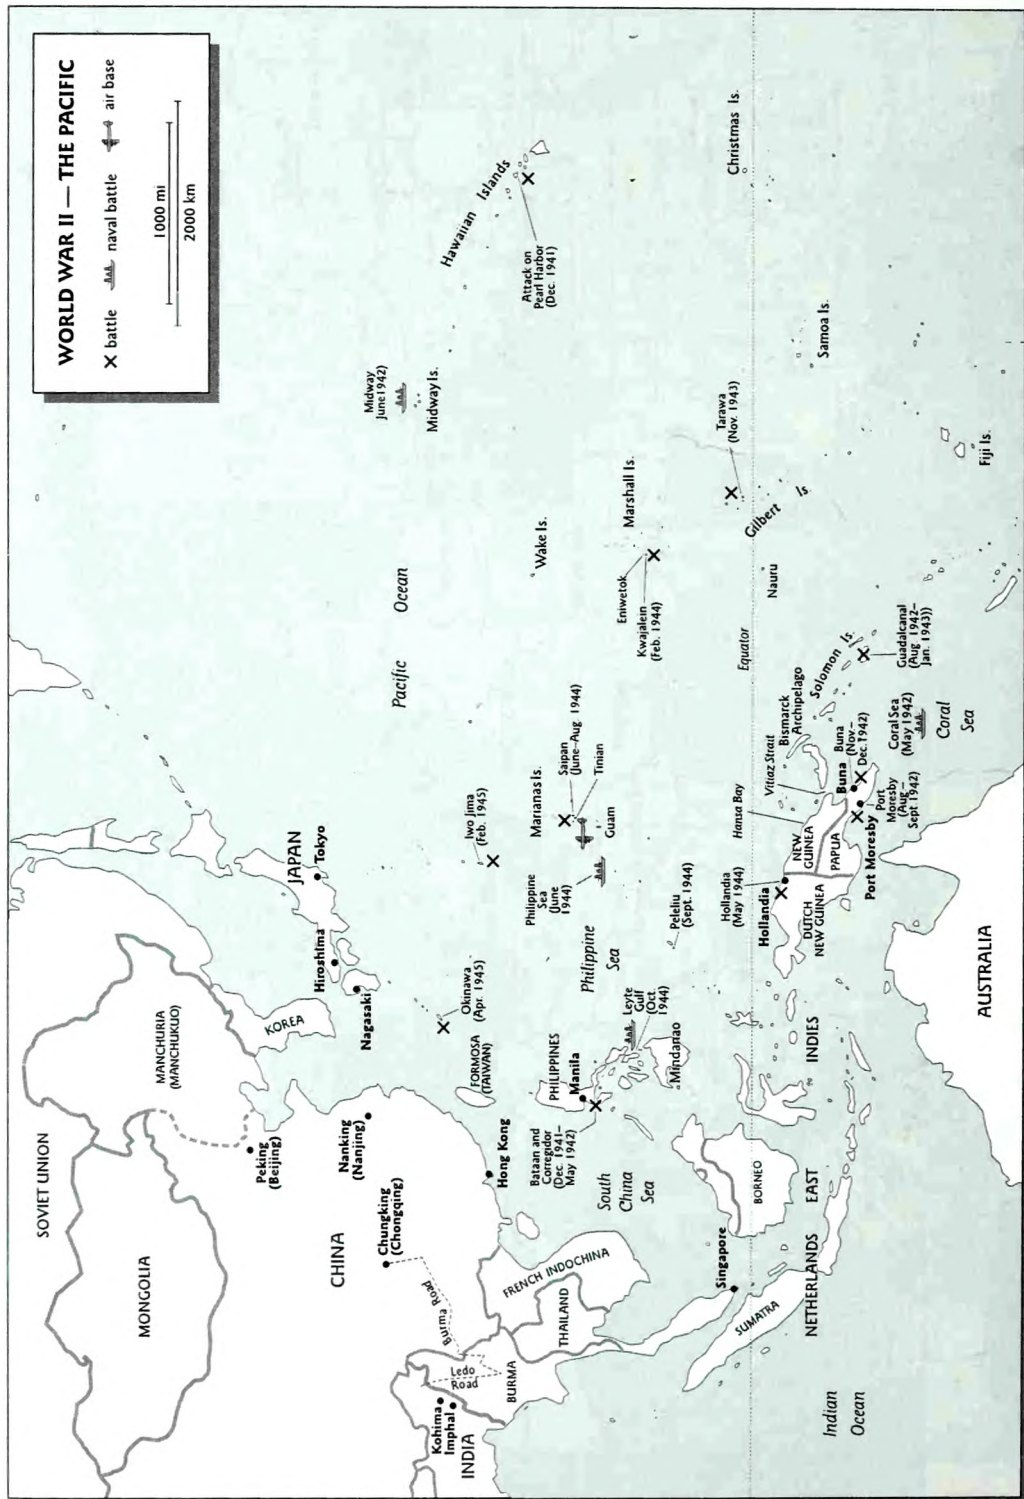 WORLD WAR II — THE PACIFIC
battle
naval battle
air base
1000 mi
2000 km
SOVIET UNION
MONGOLIA
MANCHURIA
(MANCHUKUO)
Peking
(Beijing)
KOREA
JAPAN
Tokyo
Hiroshima
Nagasaki
CHINA
Nanking
(Nanjing)
Chungking
(Chongqing)
Burma Road
Ledo
Road
Kohima
Imphal
INDIA
BURMA
THAILAND
FRENCH INDOCHINA
Hong Kong
FORMOSA
(TAIWAN)
Okinawa
(Apr. 1945)
Iwo Jima
(Feb. 1945)
Pacific
Ocean
Midway
June1942)
Midway Is.
Hawaiian Islands
Attack on
Pearl Harbor
(Dec. 1941)
Wake Is.
Marianas Is.
Saipan
(June–Aug. 1944)
Tinian
Guam
Philippine
Sea
(June
1944)
Philippine
Sea
PHILIPPINES
Manila
Bataan and
Corregidor
(Dec. 1941–
May 1942)
Leyte
Gulf
(Oct.
1944)
Mindanao
South
China
Sea
Peleliu
(Sept. 1944)
Eniwetok
Kwajalein
(Feb. 1944)
Marshall Is.
Tarawa
(Nov. 1943)
Gilbert Is.
Christmas Is.
Equator
Nauru
Singapore
SUMATRA
BORNEO
NETHERLANDS EAST INDIES
Hollandia
(May 1944)
Hollandia
DUTCH
NEW GUINEA
NEW
GUINEA
PAPUA
Hansa Bay
Vitiaz Strait
Bismarck
Archipelago
Solomon Is.
Buna
Buna
(Nov–
Dec.1942)
Port Moresby
Port
Moresby
(Aug–
Sept 1942)
Coral Sea
(May 1942)
Coral
Sea
Guadalcanal
(Aug 1942–
Jan. 1943))
Samoa Is.
Fiji Is.
Indian
Ocean
AUSTRALIA